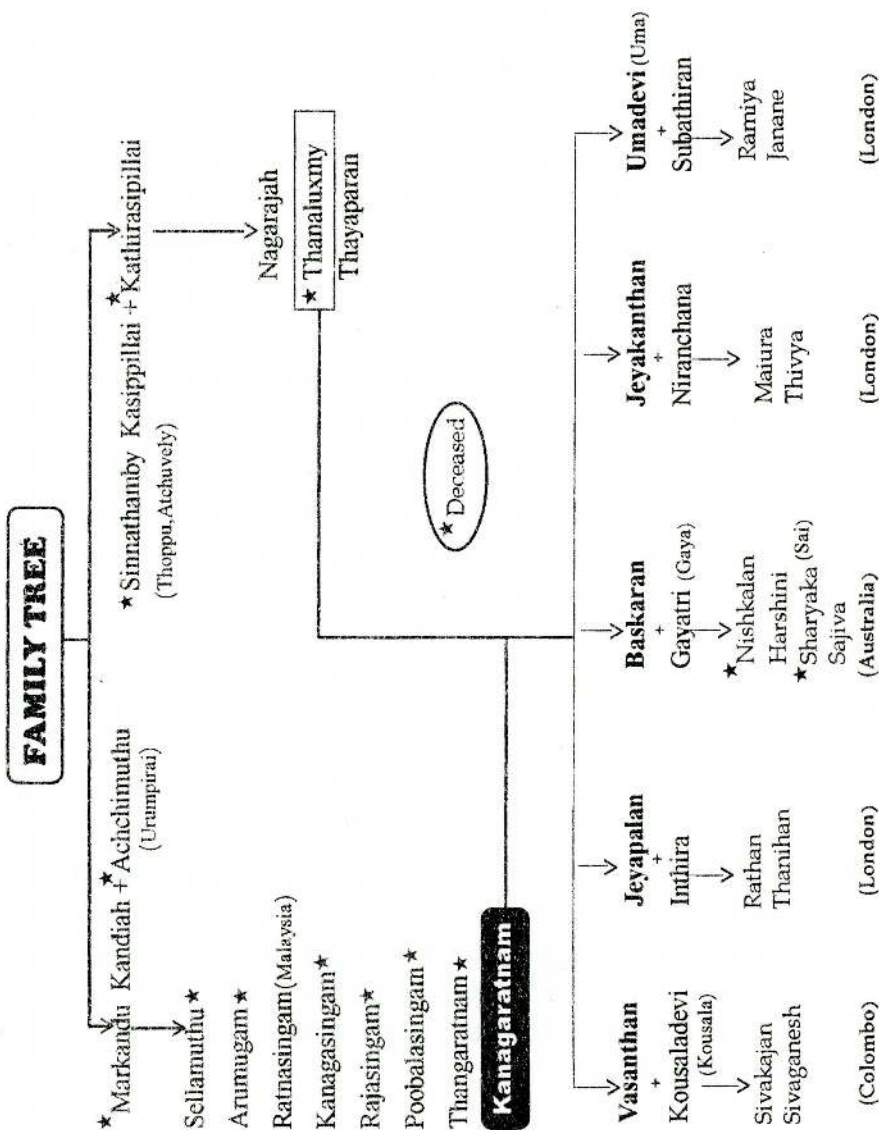 FAMILY TREE
★Markandu Kandiah + ★Achchimuthu
(Urumpirai)
Sellamuthu ★
Arumugam ★
Ratnasingam (Malaysia)
Kanagasingam ★
Rajasingam ★
Poobalasingam ★
Thangaratnam ★
Kanagaratnam
★ Sinnathamby Kasippillai + ★Kathirasipillai
(Thoppu,Atchuvely)
Nagarajah
★ Thanaluxmy
Thayaparan
★ Deceased
Vasanthan
+
Kousaladevi
(Kousala)
Sivakajan
Sivaganesh
(Colombo)
Jeyapalan
+
Inthira
Rathan
Thanihan
(London)
Baskaran
+
Gayatri (Gaya)
★Nishkalan
Harshini
★Sharyaka (Sai)
Sajiva
(Australia)
Jeyakanthan
+
Niranchana
Maiura
Thivya
(London)
Umadevi (Uma)
+
Subathiran
Ramiya
Janane
(London)